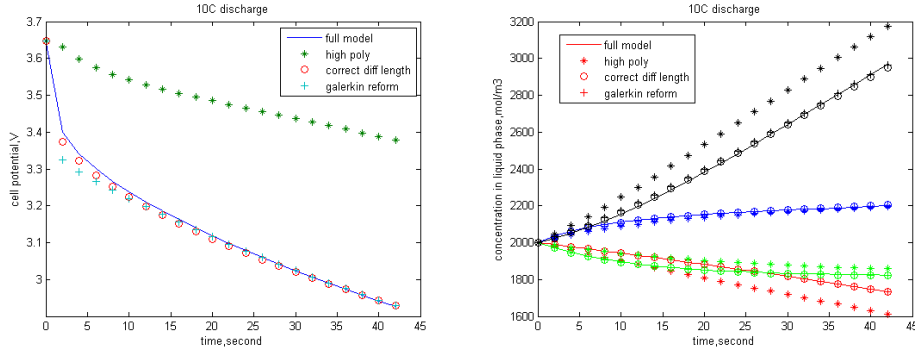 10C discharge
3.7
3.6
3.5
3.4
3.3
3.2
3.1
3
cell potential,V
full model
high poly
correct diff length
galerkin reform
0 5 10 15 20 25 30 35 40 45
time,second
10C discharge
3200
3000
2800
2600
2400
2200
2000
1800
1600
concentration in liquid phase,mol/m3
full model
high poly
correct diff length
galerkin reform
0 5 10 15 20 25 30 35 40 45
time,second